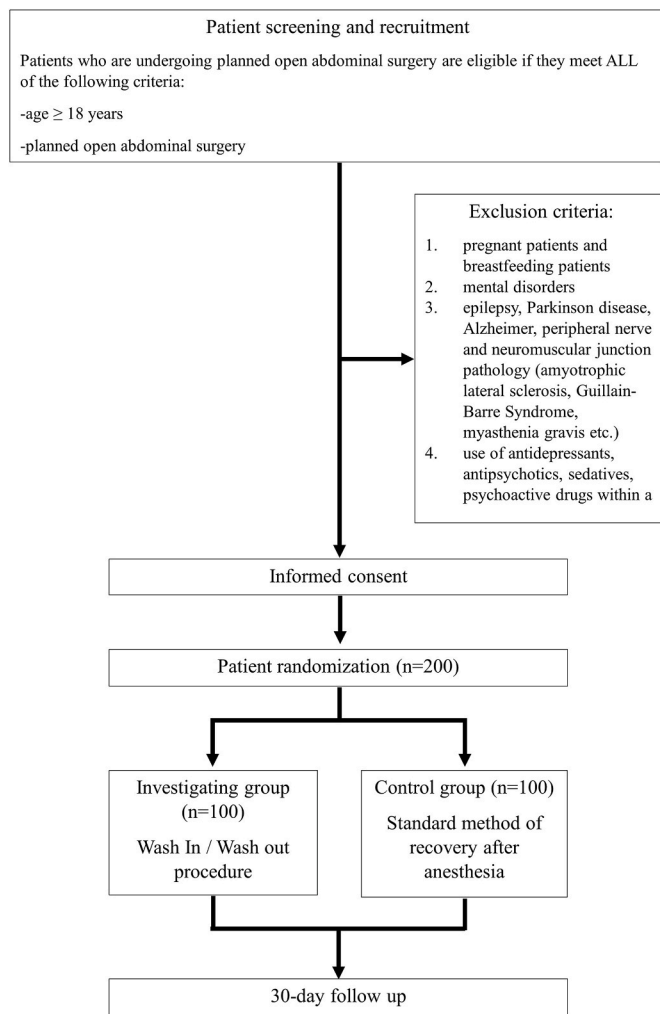 Patient screening and recruitment
Patients who are undergoing planned open abdominal surgery are eligible if they meet ALL
of the following criteria:
-age ≥ 18 years
-planned open abdominal surgery
Exclusion criteria:
1. pregnant patients and
breastfeeding patients
2. mental disorders
3. epilepsy, Parkinson disease,
Alzheimer, peripheral nerve
and neuromuscular junction
pathology (amyotrophic
lateral sclerosis, Guillain-
Barre Syndrome,
myasthenia gravis etc.)
4. use of antidepressants,
antipsychotics, sedatives,
psychoactive drugs within a
Informed consent
Patient randomization (n=200)
Investigating group
(n=100)
Wash In / Wash out
procedure
Control group (n=100)
Standard method of
recovery after
anesthesia
30-day follow up